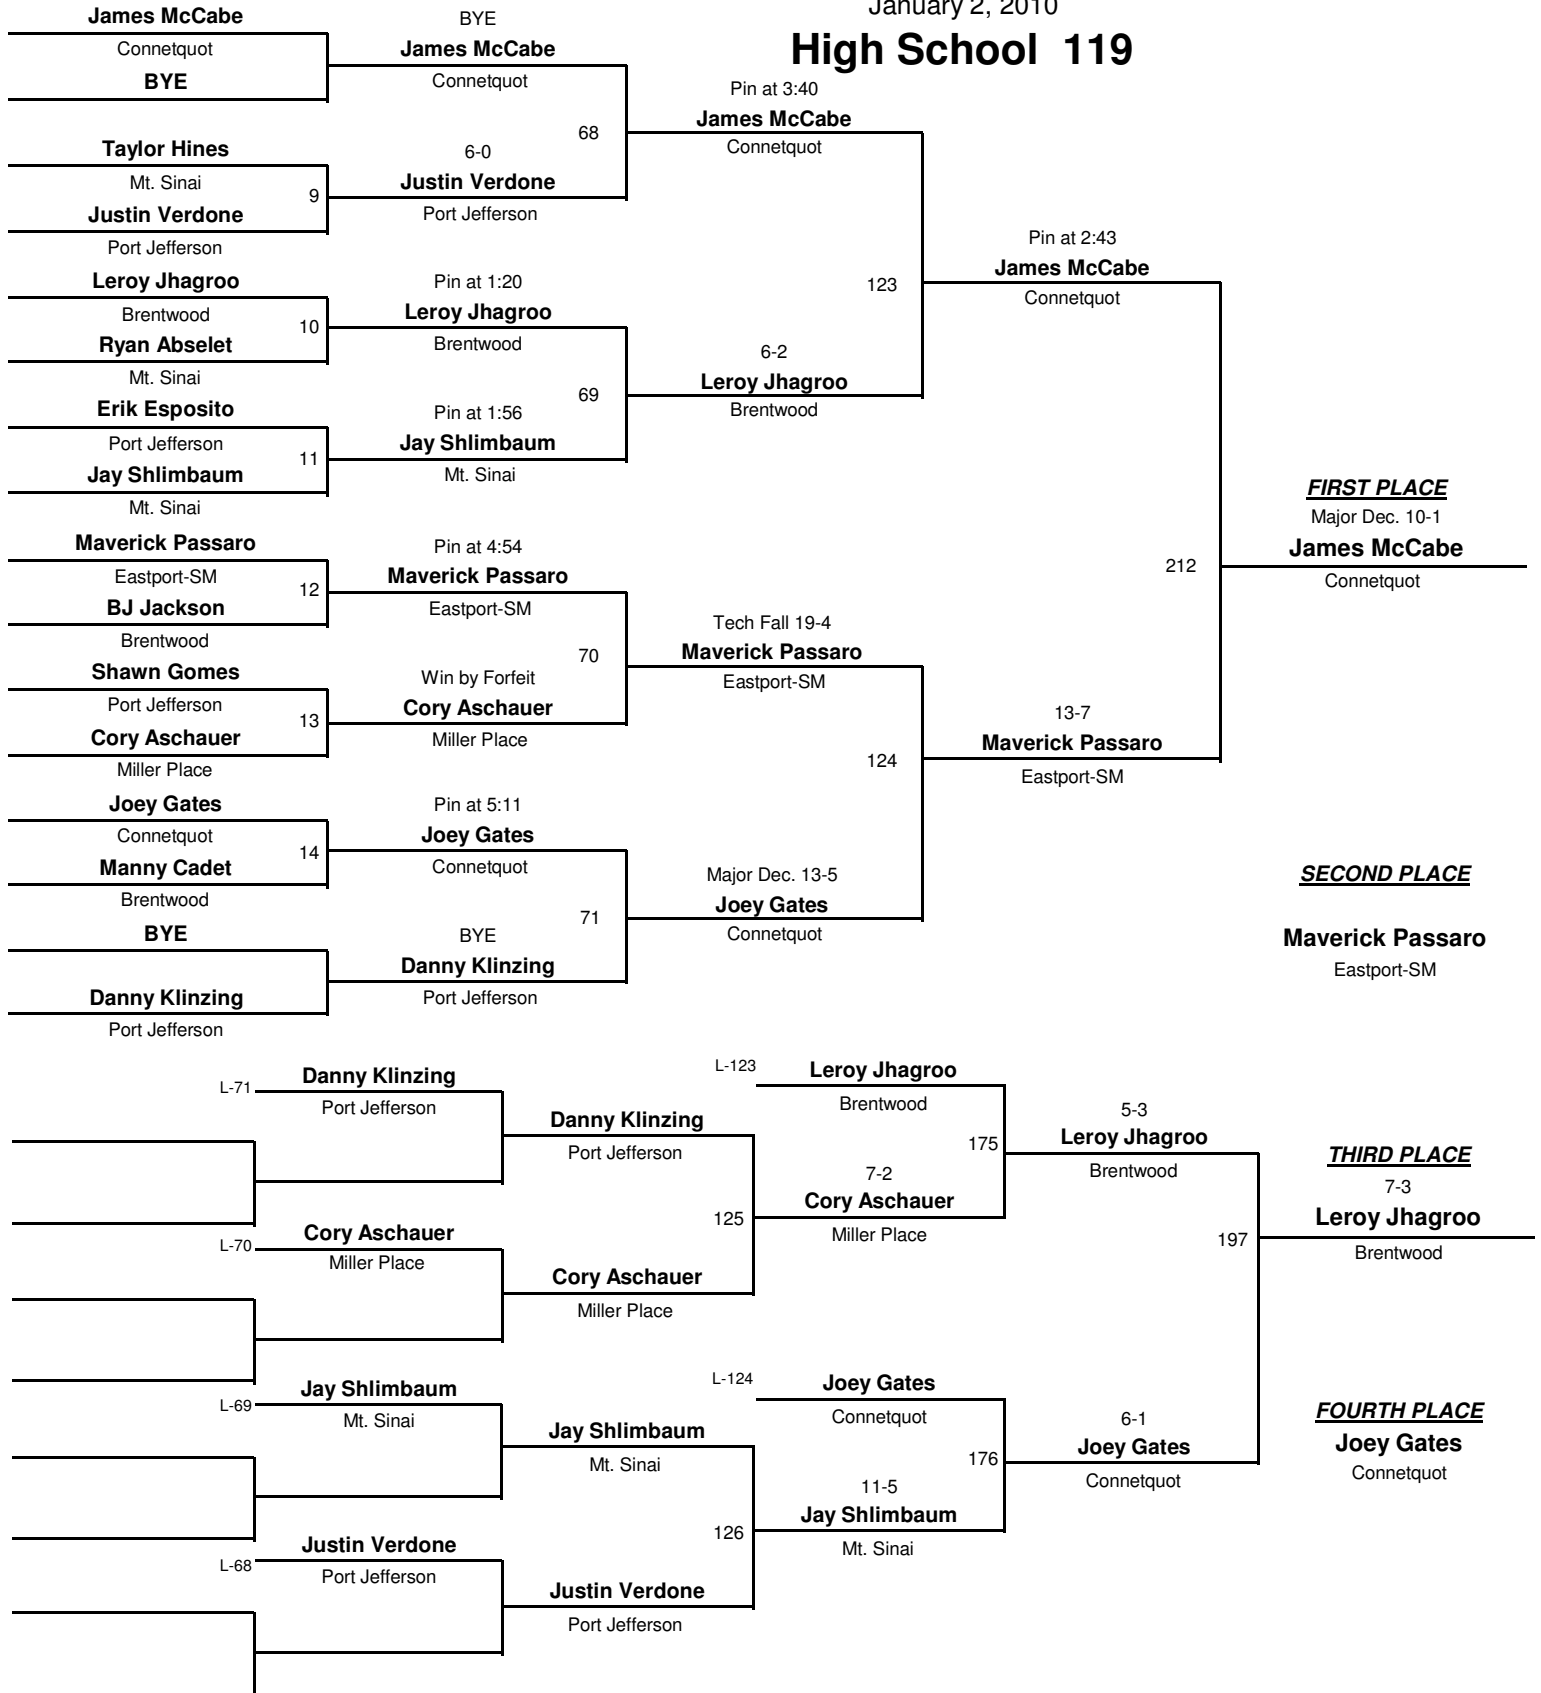 January 2, 2010
High School 119
James McCabe
Connetquot
BYE
Taylor Hines
Mt. Sinai
9
Justin Verdone
Port Jefferson
Leroy Jhagroo
Brentwood
10
Ryan Abselet
Mt. Sinai
Erik Esposito
Port Jefferson
11
Jay Shlimbaum
Mt. Sinai
Maverick Passaro
Eastport-SM
12
BJ Jackson
Brentwood
Shawn Gomes
Port Jefferson
13
Cory Aschauer
Miller Place
Joey Gates
Connetquot
14
Manny Cadet
Brentwood
BYE
Danny Klinzing
Port Jefferson
BYE
James McCabe
Connetquot
68
6-0
Justin Verdone
Port Jefferson
Pin at 1:20
Leroy Jhagroo
Brentwood
69
Pin at 1:56
Jay Shlimbaum
Mt. Sinai
Pin at 4:54
Maverick Passaro
Eastport-SM
70
Win by Forfeit
Cory Aschauer
Miller Place
Pin at 5:11
Joey Gates
Connetquot
71
BYE
Danny Klinzing
Port Jefferson
Pin at 3:40
James McCabe
Connetquot
123
6-2
Leroy Jhagroo
Brentwood
Tech Fall 19-4
Maverick Passaro
Eastport-SM
124
Major Dec. 13-5
Joey Gates
Connetquot
Pin at 2:43
James McCabe
Connetquot
212
13-7
Maverick Passaro
Eastport-SM
FIRST PLACE
Major Dec. 10-1
James McCabe
Connetquot
SECOND PLACE
Maverick Passaro
Eastport-SM
L-71
Danny Klinzing
Port Jefferson
L-70
Cory Aschauer
Miller Place
L-69
Jay Shlimbaum
Mt. Sinai
L-68
Justin Verdone
Port Jefferson
Danny Klinzing
Port Jefferson
125
Cory Aschauer
Miller Place
Jay Shlimbaum
Mt. Sinai
126
Justin Verdone
Port Jefferson
L-123
Leroy Jhagroo
Brentwood
175
7-2
Cory Aschauer
Miller Place
L-124
Joey Gates
Connetquot
176
11-5
Jay Shlimbaum
Mt. Sinai
5-3
Leroy Jhagroo
Brentwood
197
6-1
Joey Gates
Connetquot
THIRD PLACE
7-3
Leroy Jhagroo
Brentwood
FOURTH PLACE
Joey Gates
Connetquot